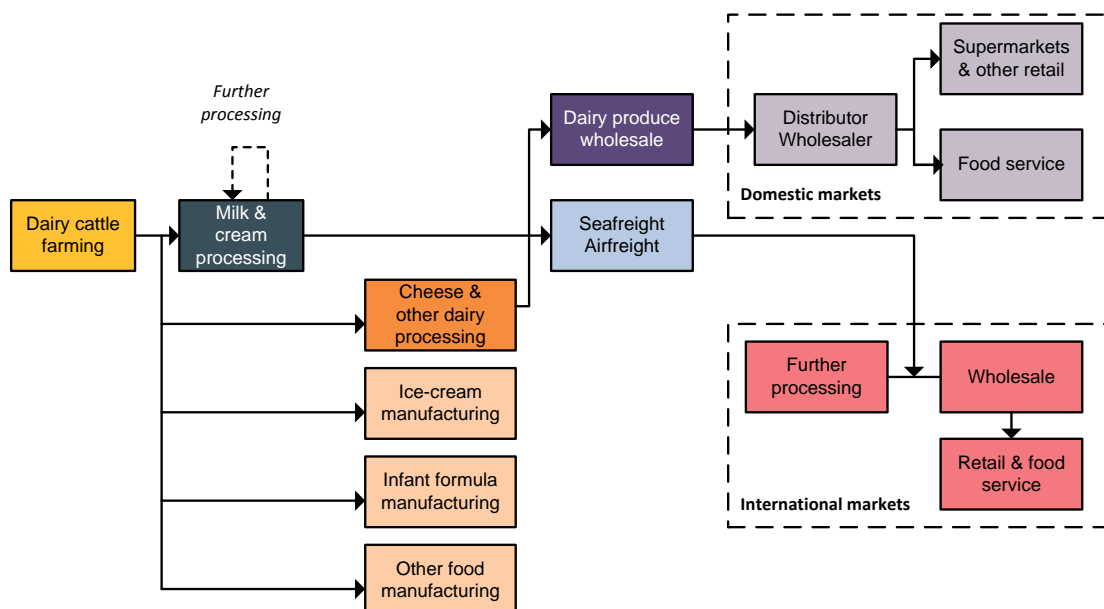 Supermarkets
& other retail
Further
processing
Dairy produce
wholesale
Distributor
Wholesaler
Food service
Domestic markets
Dairy cattle
farming
Milk &
cream
processing
Seafreight
Airfreight
Cheese &
other dairy
processing
Further
processing
Wholesale
Ice-cream
manufacturing
Retail & food
service
International markets
Infant formula
manufacturing
Other food
manufacturing